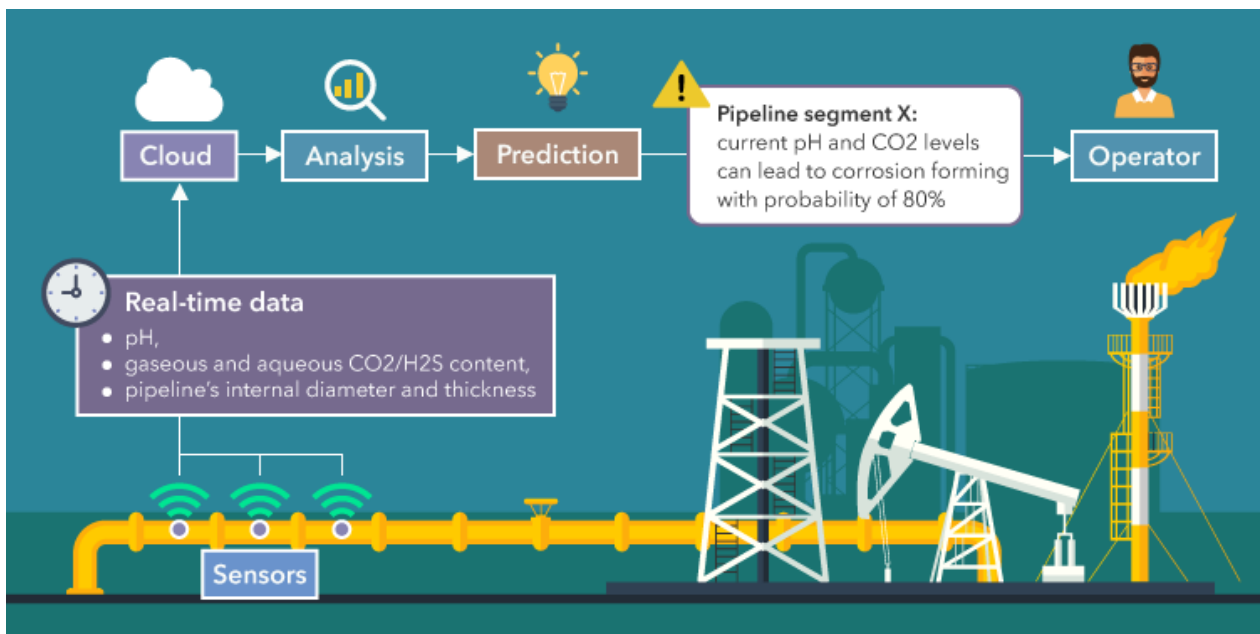 Cloud
Analysis
Prediction
Pipeline segment X:
current pH and CO2 levels
can lead to corrosion forming
with probability of 80%
Operator
Real-time data
pH,
gaseous and aqueous CO2/H2S content,
pipeline's internal diameter and thickness
Sensors